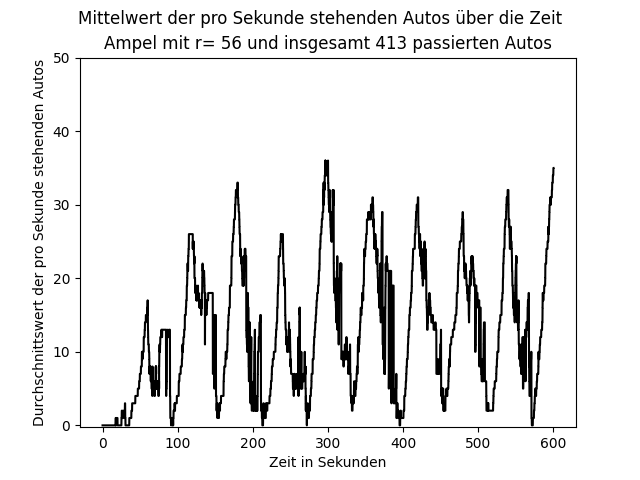 Mittelwert der pro Sekunde stehenden Autos über die Zeit
Ampel mit r= 56 und insgesamt 413 passierten Autos
Durchschnittswert der pro Sekunde stehenden Autos
50
40
30
20
10
0
0 100 200 300 400 500 600
Zeit in Sekunden